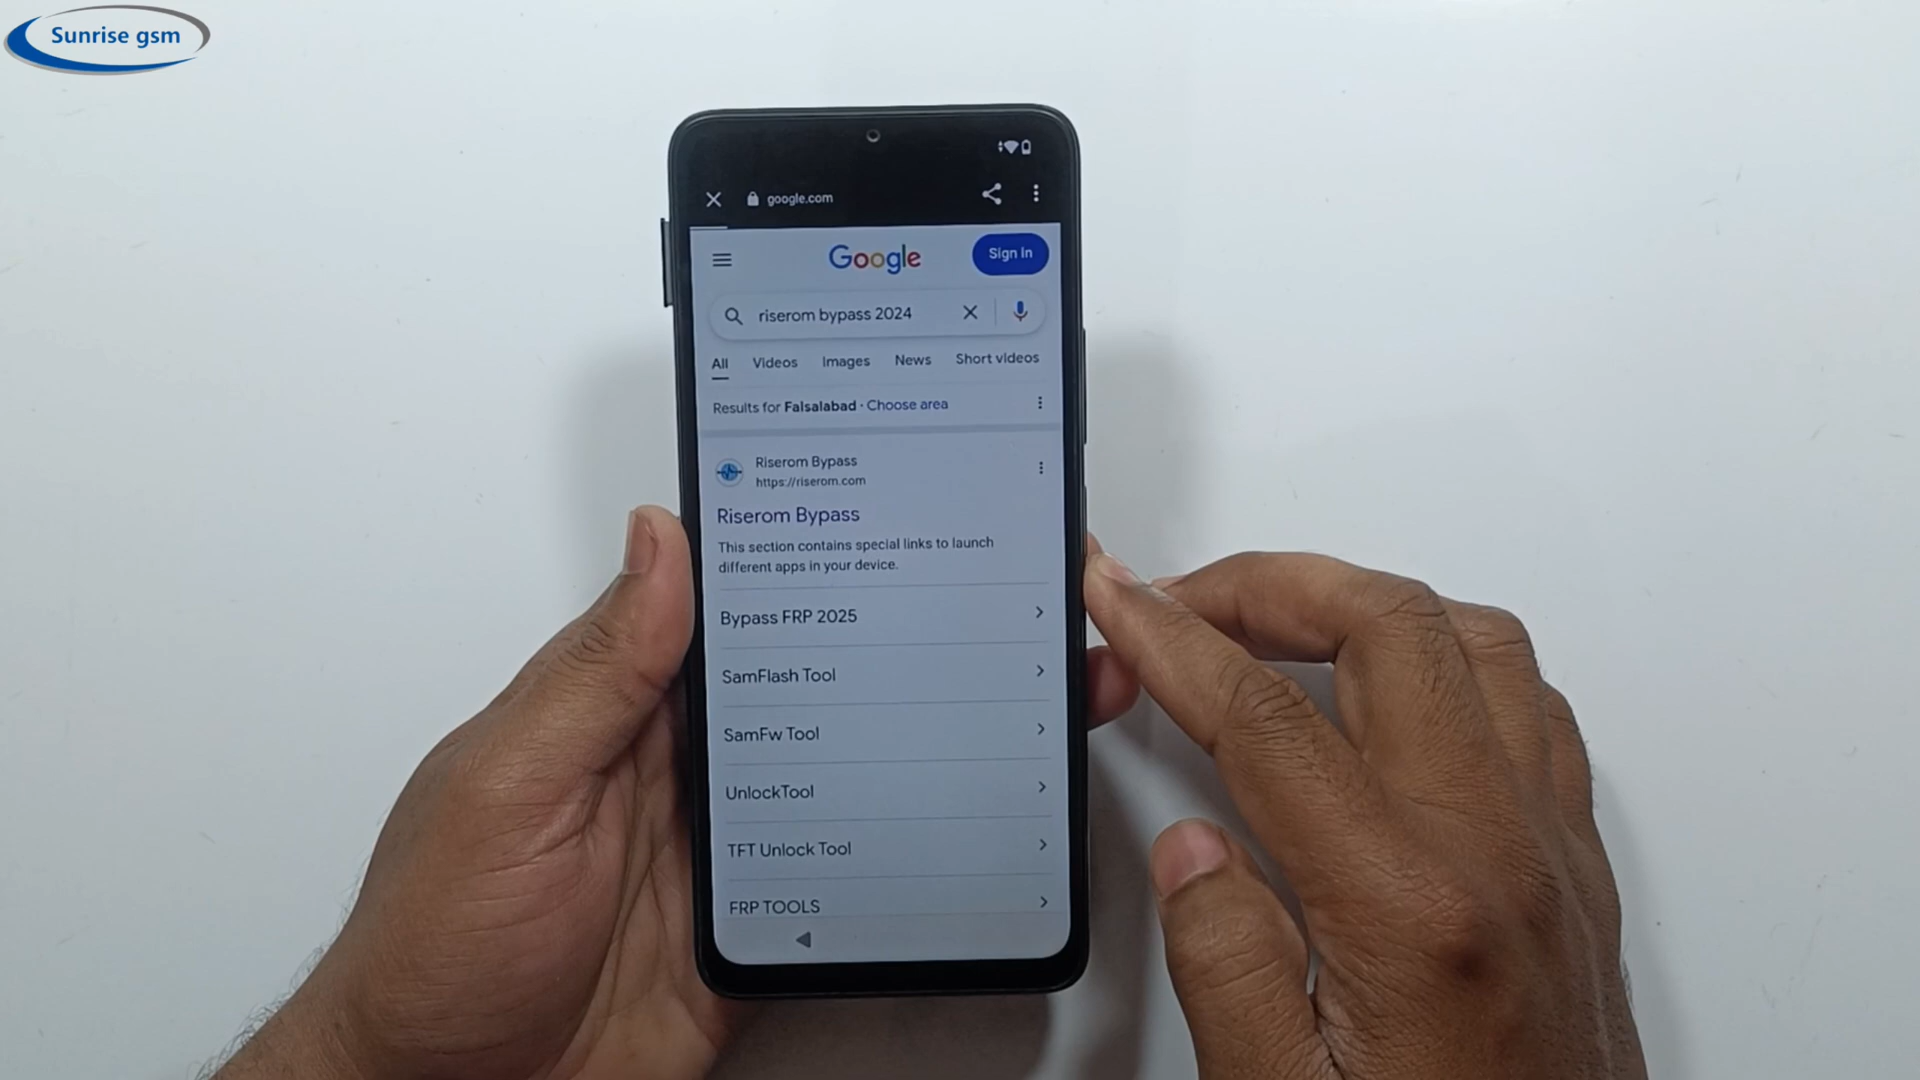 Sunrise gsm
google.com
Google
Sign in
riserom bypass 2024
All Videos Images News Short videos
Results for Faisalabad · Choose area
Riserom Bypass
https://riserom.com
Riserom Bypass
This section contains special links to launch
different apps in your device.
Bypass FRP 2025
SamFlash Tool
SamFw Tool
UnlockTool
TFT Unlock Tool
FRP TOOLS